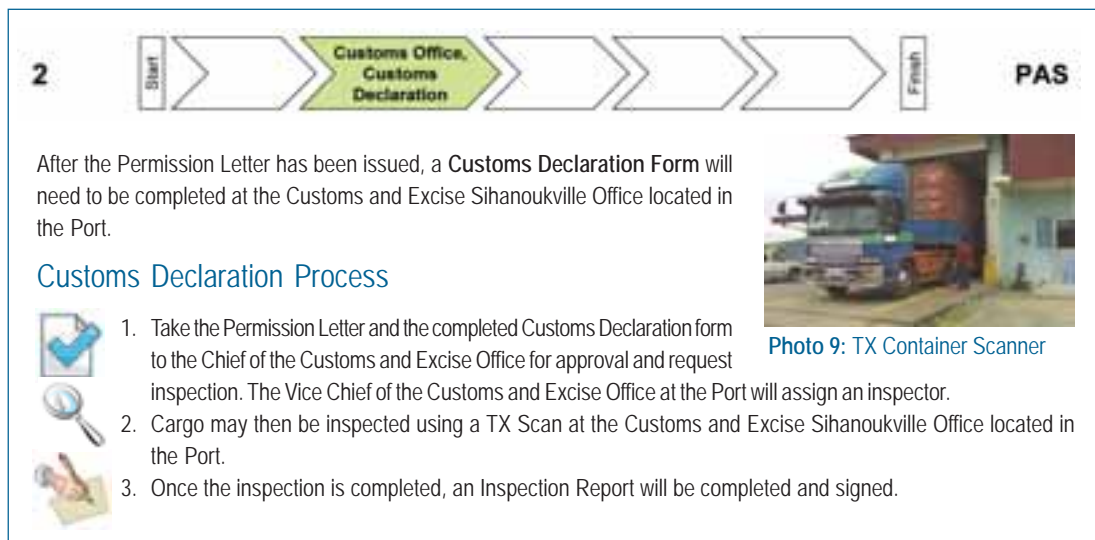 2
Start
Customs Office,
Customs
Declaration
Finish
PAS
After the Permission Letter has been issued, a Customs Declaration Form will
need to be completed at the Customs and Excise Sihanoukville Office located in
the Port.
Customs Declaration Process
1. Take the Permission Letter and the completed Customs Declaration form
to the Chief of the Customs and Excise Office for approval and request
inspection. The Vice Chief of the Customs and Excise Office at the Port will assign an inspector.
2. Cargo may then be inspected using a TX Scan at the Customs and Excise Sihanoukville Office located in
the Port.
3. Once the inspection is completed, an Inspection Report will be completed and signed.
Photo 9: TX Container Scanner